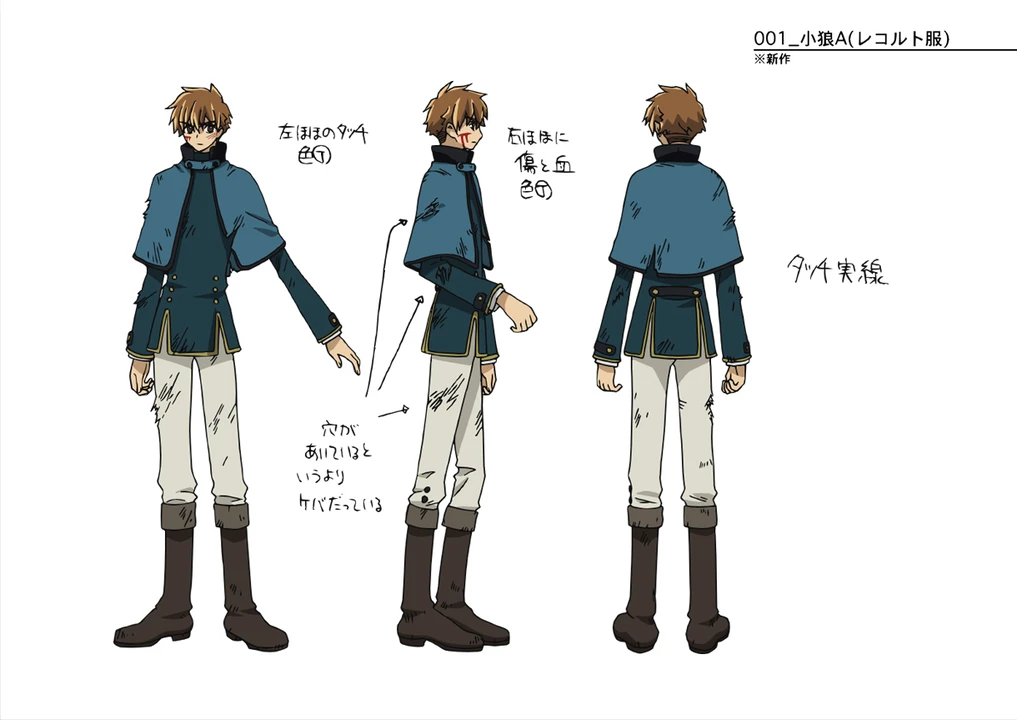 001_小狼A(レコルト服)
※新作
左ほほのタッチ
色T
右ほほに
傷と血
色T
タッチ実線
穴が
あいていると
いうより
ケバだっている